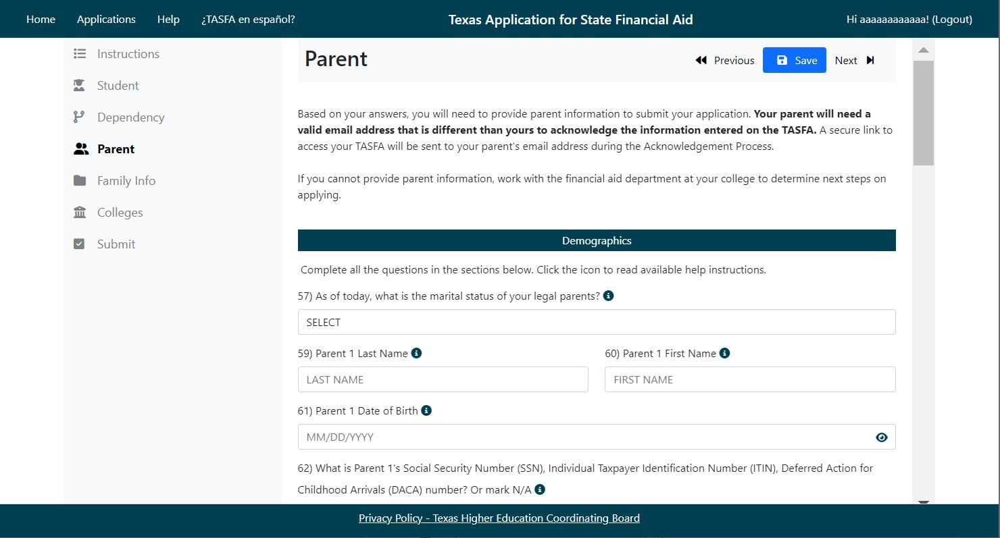 Home Applications Help ¿TASFA en español? Texas Application for State Financial Aid Hi aaaaaaaaaaaa! (Logout)
Instructions
Student
Dependency
Parent
Family Info
Colleges
Submit
Parent
Previous Save Next
Based on your answers, you will need to provide parent information to submit your application. Your parent will need a
valid email address that is different than yours to acknowledge the information entered on the TASFA. A secure link to
access your TASFA will be sent to your parent’s email address during the Acknowledgement Process.
If you cannot provide parent information, work with the financial aid department at your college to determine next steps on
applying.
Demographics
Complete all the questions in the sections below. Click the icon to read available help instructions.
57) As of today, what is the marital status of your legal parents?
SELECT
59) Parent 1 Last Name 60) Parent 1 First Name
LAST NAME FIRST NAME
61) Parent 1 Date of Birth
MM/DD/YYYY
62) What is Parent 1's Social Security Number (SSN), Individual Taxpayer Identification Number (ITIN), Deferred Action for
Childhood Arrivals (DACA) number? Or mark N/A
Privacy Policy - Texas Higher Education Coordinating Board